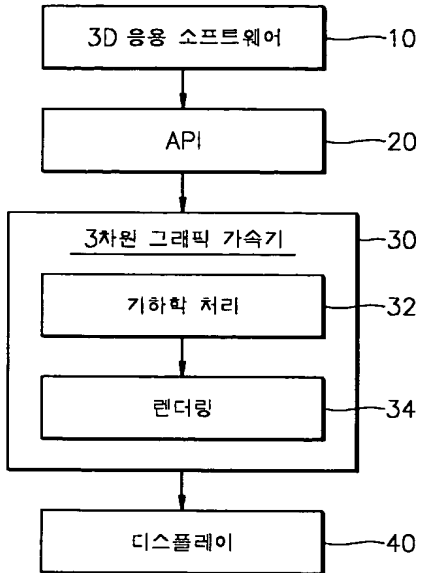 3D 응용 소프트웨어
10
API
20
3차원 그래픽 가속기
30
기하학 처리
32
렌더링
34
디스플레이
40